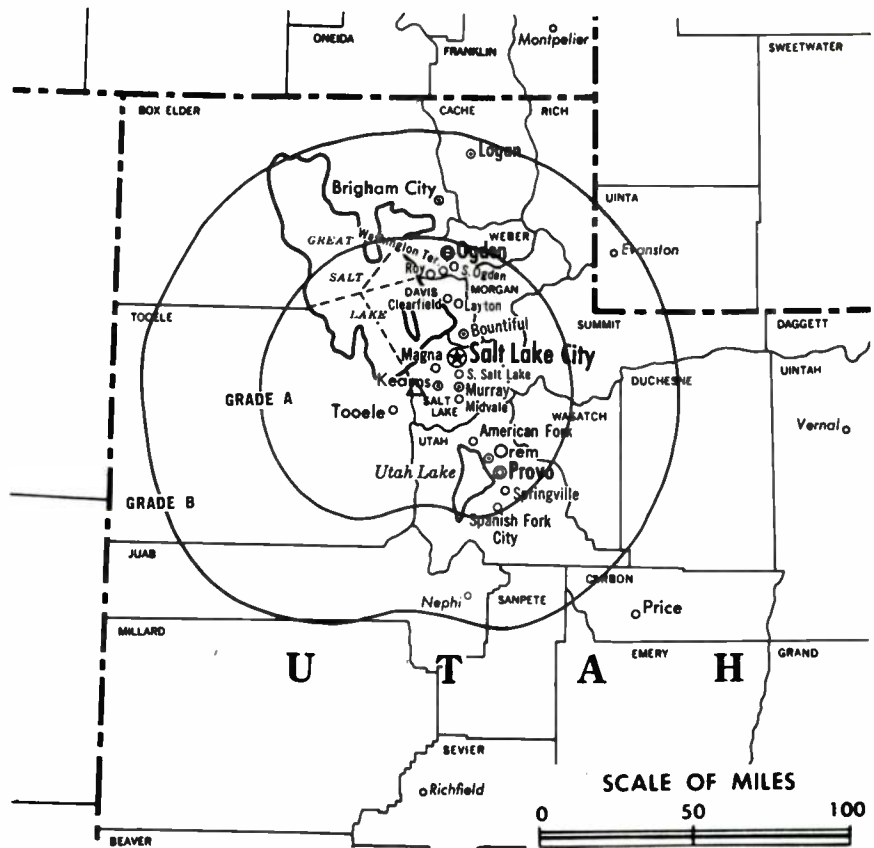 ONEIDA
FRANKLIN
Montpelier
SWEETWATER
BOX ELDER
CACHE
RICH
Logan
Brigham City
UINTA
GREAT
Washington Ter.
WEBER
Ogden
Evanston
SALT
Roy
S. Ogden
DAVIS
MORGAN
Clearfield
Layton
TOOELE
LAKE
Bountiful
SUMMIT
DAGGETT
Magna
Salt Lake City
S. Salt Lake
DUCHESNE
UINTAH
Kearns
Murray
GRADE A
SALT
LAKE
Midvale
WASATCH
Tooele
Vernal
UTAH
American Fork
Orem
Utah Lake
Provo
Springville
GRADE B
Spanish Fork
City
JUAB
CARBON
Nephi
SANPETE
Price
MILLARD
EMERY
GRAND
U T A H
SEVIER
Richfield
SCALE OF MILES
0 50 100
BEAVER